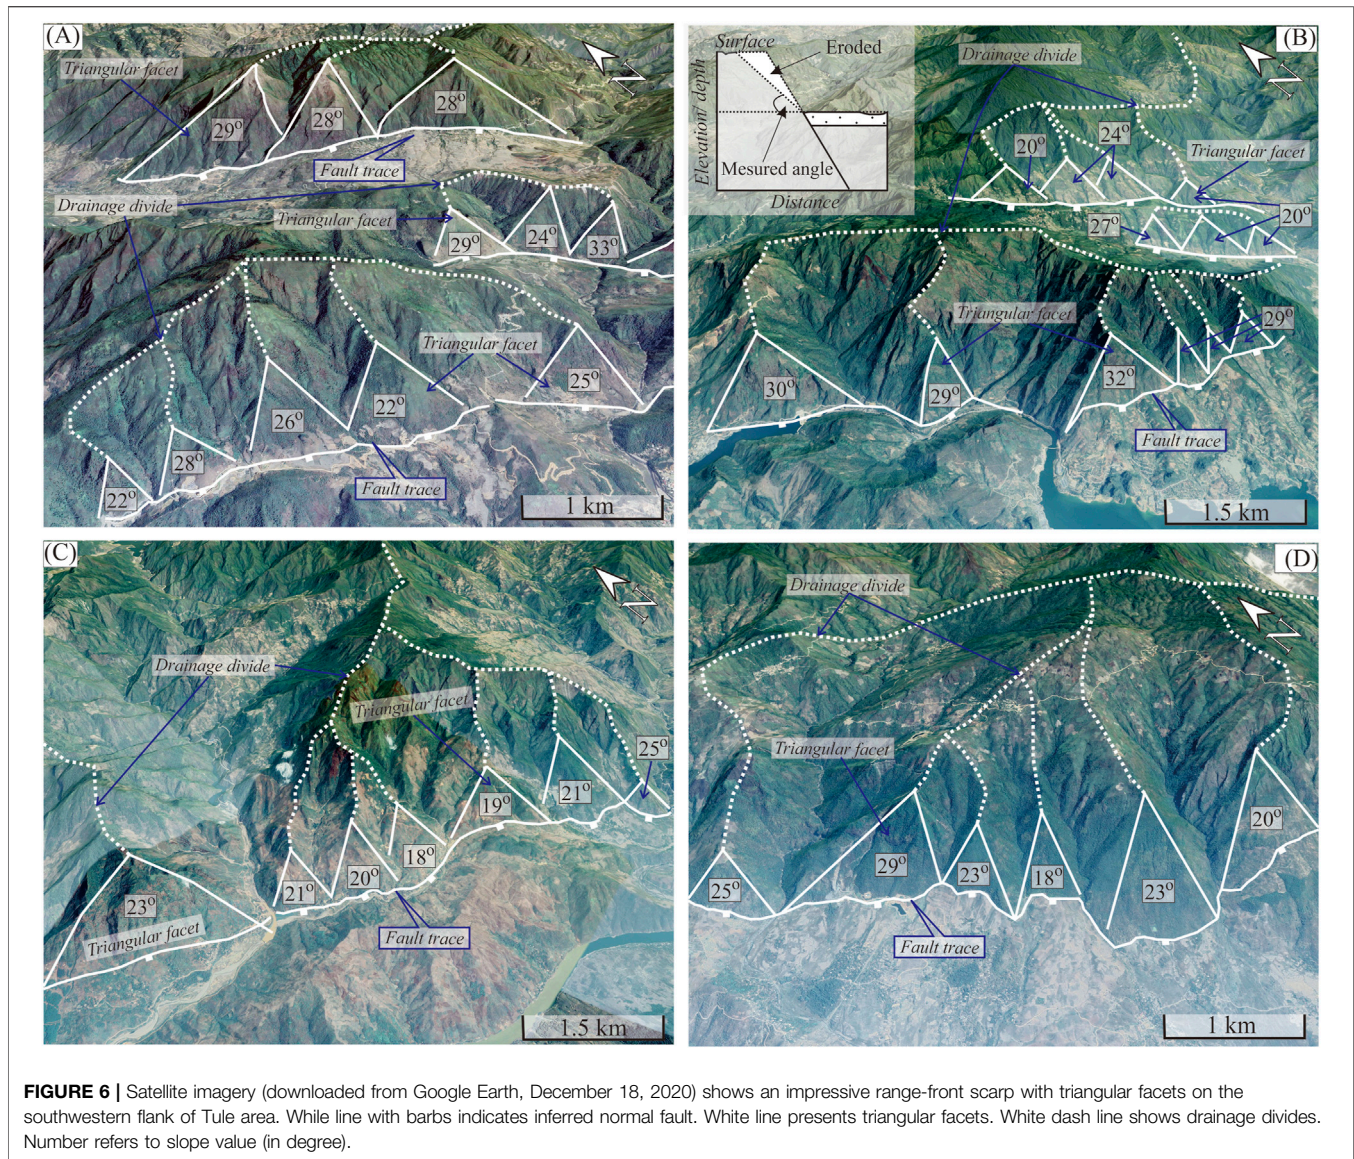 (A)
Triangular facet
29°
28°
28°
Fault trace
N
Drainage divide
Triangular facet
29°
24°
33°
Triangular facet
25°
22°
26°
28°
22°
Fault trace
1 km
(B)
Surface
Eroded
Elevation/ depth
Mesured angle
Distance
Drainage divide
N
20°
24°
Triangular facet
27°
20°
Triangular facet
29°
30°
29°
32°
Fault trace
1.5 km
(C)
N
Drainage divide
Triangular facet
25°
21°
19°
18°
20°
21°
23°
Triangular facet
Fault trace
1.5 km
(D)
Drainage divide
N
Triangular facet
20°
29°
23°
18°
23°
25°
Fault trace
1 km
FIGURE 6 | Satellite imagery (downloaded from Google Earth, December 18, 2020) shows an impressive range-front scarp with triangular facets on the
southwestern flank of Tule area. While line with barbs indicates inferred normal fault. White line presents triangular facets. White dash line shows drainage divides.
Number refers to slope value (in degree).